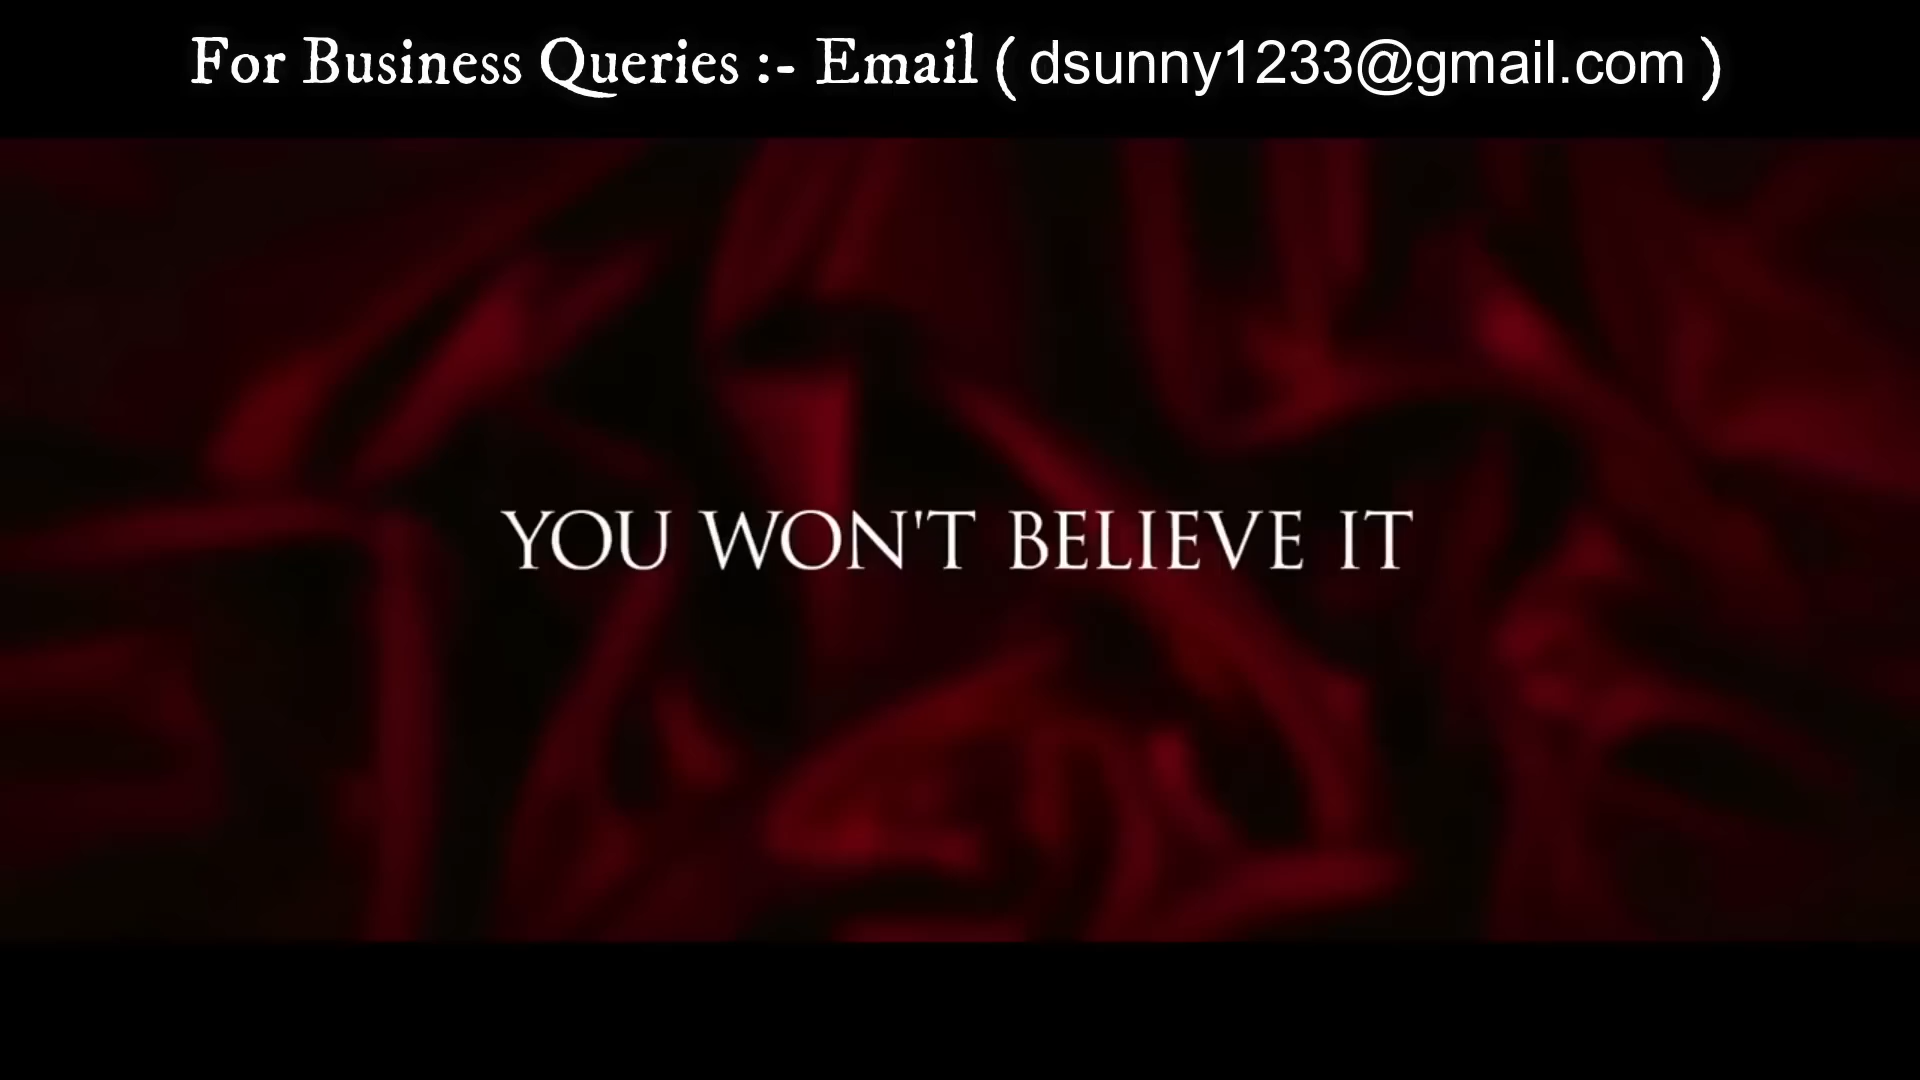 For Business Queries :- Email ( dsunny1233@gmail.com )
YOU WON'T BELIEVE IT